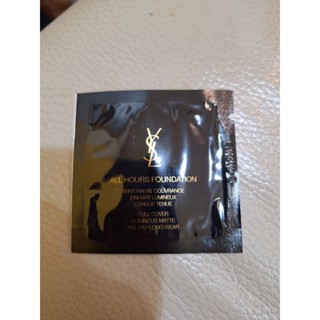 YSL
ALL HOURS FOUNDATION
TEINT HAUTE COUVRANCE
FINI MAT LUMINEUX
LONGUE TENUE
FULL COVER
LUMINOUS MATTE
ALL DAY LONG WEAR